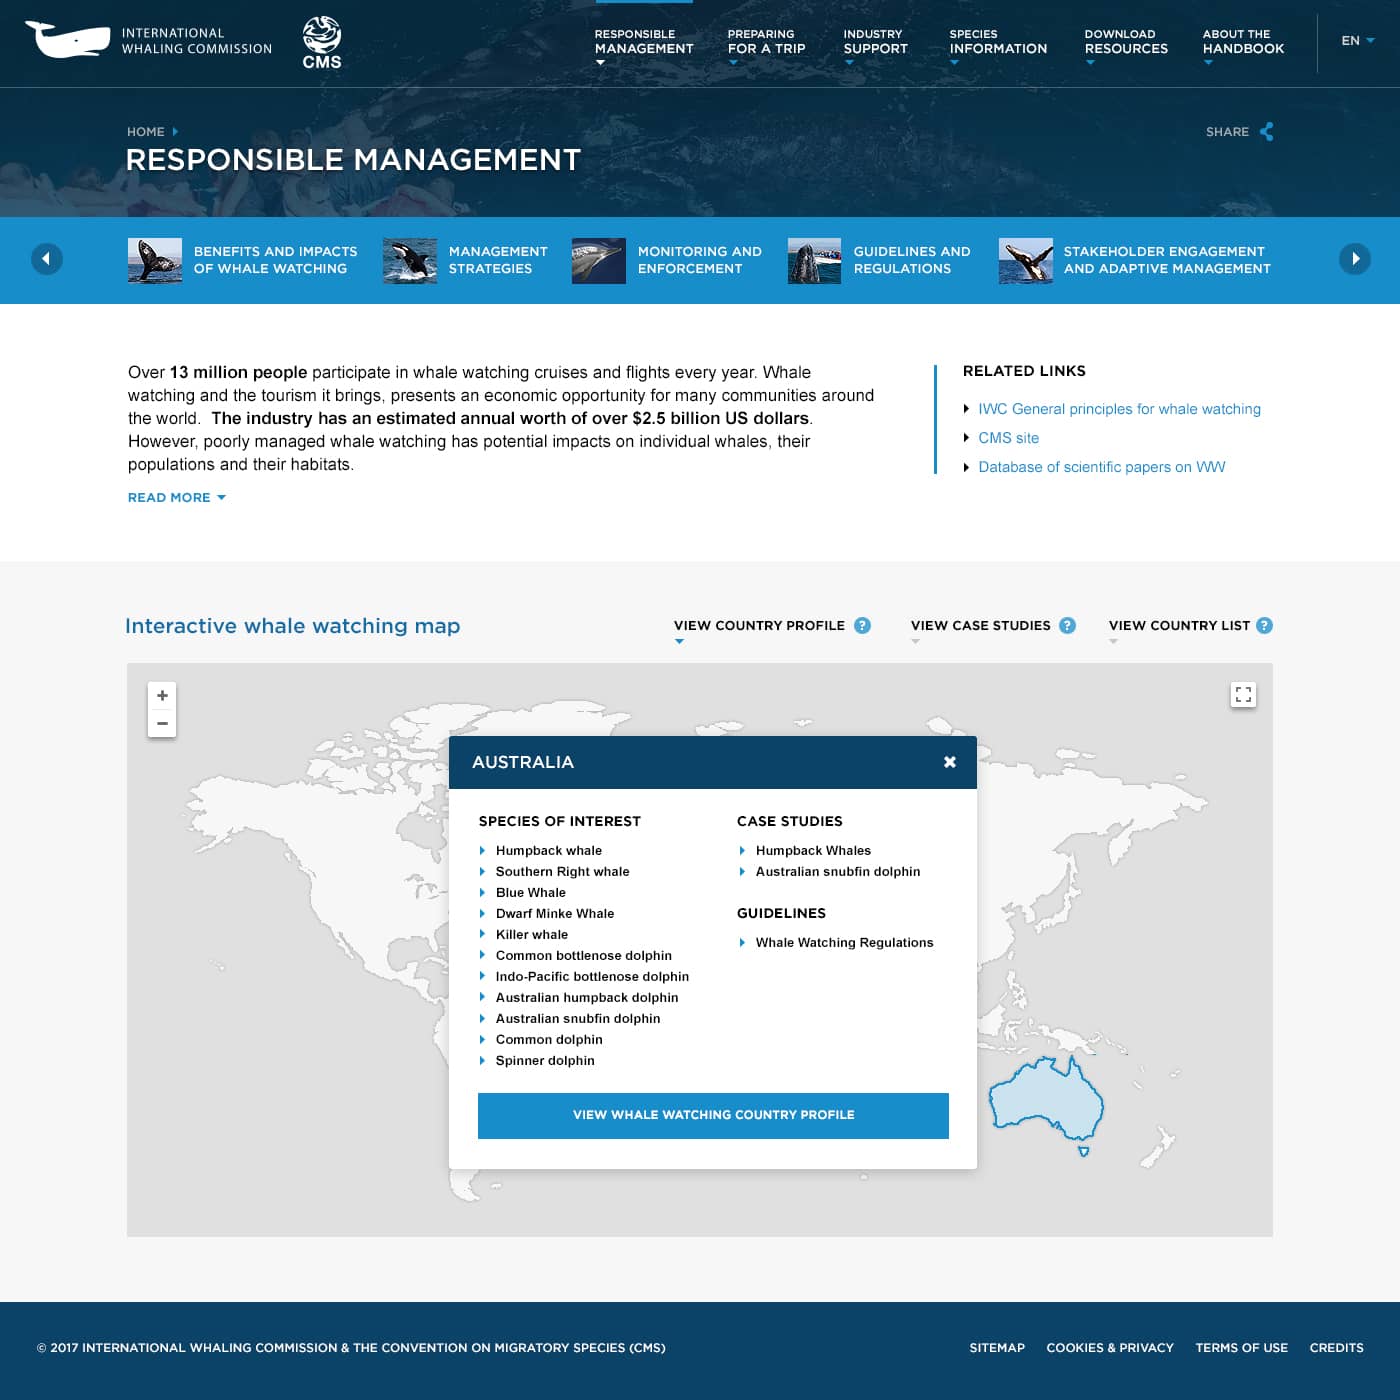 INTERNATIONAL
WHALING COMMISSION
CMS
RESPONSIBLE
MANAGEMENT
PREPARING
FOR A TRIP
INDUSTRY
SUPPORT
SPECIES
INFORMATION
DOWNLOAD
RESOURCES
ABOUT THE
HANDBOOK
EN
HOME
SHARE
RESPONSIBLE MANAGEMENT
BENEFITS AND IMPACTS
OF WHALE WATCHING
MANAGEMENT
STRATEGIES
MONITORING AND
ENFORCEMENT
GUIDELINES AND
REGULATIONS
STAKEHOLDER ENGAGEMENT
AND ADAPTIVE MANAGEMENT
Over 13 million people participate in whale watching cruises and flights every year. Whale
watching and the tourism it brings, presents an economic opportunity for many communities around
the world. The industry has an estimated annual worth of over $2.5 billion US dollars.
However, poorly managed whale watching has potential impacts on individual whales, their
populations and their habitats.
READ MORE
RELATED LINKS
IWC General principles for whale watching
CMS site
Database of scientific papers on WW
Interactive whale watching map
VIEW COUNTRY PROFILE ?
VIEW CASE STUDIES ?
VIEW COUNTRY LIST ?
+
−
AUSTRALIA
SPECIES OF INTEREST
Humpback whale
Southern Right whale
Blue Whale
Dwarf Minke Whale
Killer whale
Common bottlenose dolphin
Indo-Pacific bottlenose dolphin
Australian humpback dolphin
Australian snubfin dolphin
Common dolphin
Spinner dolphin
CASE STUDIES
Humpback Whales
Australian snubfin dolphin
GUIDELINES
Whale Watching Regulations
VIEW WHALE WATCHING COUNTRY PROFILE
© 2017 INTERNATIONAL WHALING COMMISSION & THE CONVENTION ON MIGRATORY SPECIES (CMS)
SITEMAP
COOKIES & PRIVACY
TERMS OF USE
CREDITS